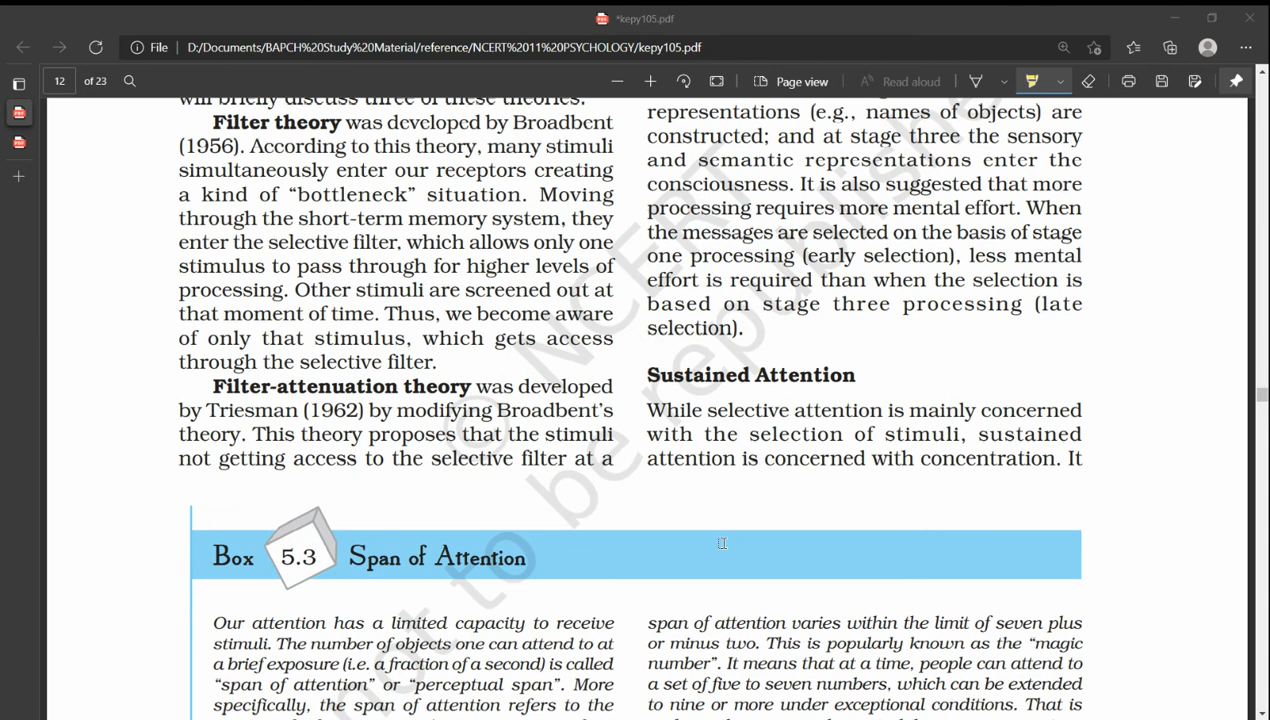 *kepy105.pdf
File
D:/Documents/BAPCH%20Study%20Material/reference/NCERT%2011%20PSYCHOLOGY/kepy105.pdf
12 of 23
Page view
Read aloud
will briefly discuss three of these theories.
Filter theory was developed by Broadbent
(1956). According to this theory, many stimuli
simultaneously enter our receptors creating
a kind of “bottleneck” situation. Moving
through the short-term memory system, they
enter the selective filter, which allows only one
stimulus to pass through for higher levels of
processing. Other stimuli are screened out at
that moment of time. Thus, we become aware
of only that stimulus, which gets access
through the selective filter.
Filter-attenuation theory was developed
by Triesman (1962) by modifying Broadbent’s
theory. This theory proposes that the stimuli
not getting access to the selective filter at a
representations (e.g., names of objects) are
constructed; and at stage three the sensory
and semantic representations enter the
consciousness. It is also suggested that more
processing requires more mental effort. When
the messages are selected on the basis of stage
one processing (early selection), less mental
effort is required than when the selection is
based on stage three processing (late
selection).
Sustained Attention
While selective attention is mainly concerned
with the selection of stimuli, sustained
attention is concerned with concentration. It
Box 5.3 Span of Attention
Our attention has a limited capacity to receive
stimuli. The number of objects one can attend to at
a brief exposure (i.e. a fraction of a second) is called
“span of attention” or “perceptual span”. More
specifically, the span of attention refers to the
span of attention varies within the limit of seven plus
or minus two. This is popularly known as the “magic
number”. It means that at a time, people can attend to
a set of five to seven numbers, which can be extended
to nine or more under exceptional conditions. That is
© NCERT
not to be republishe